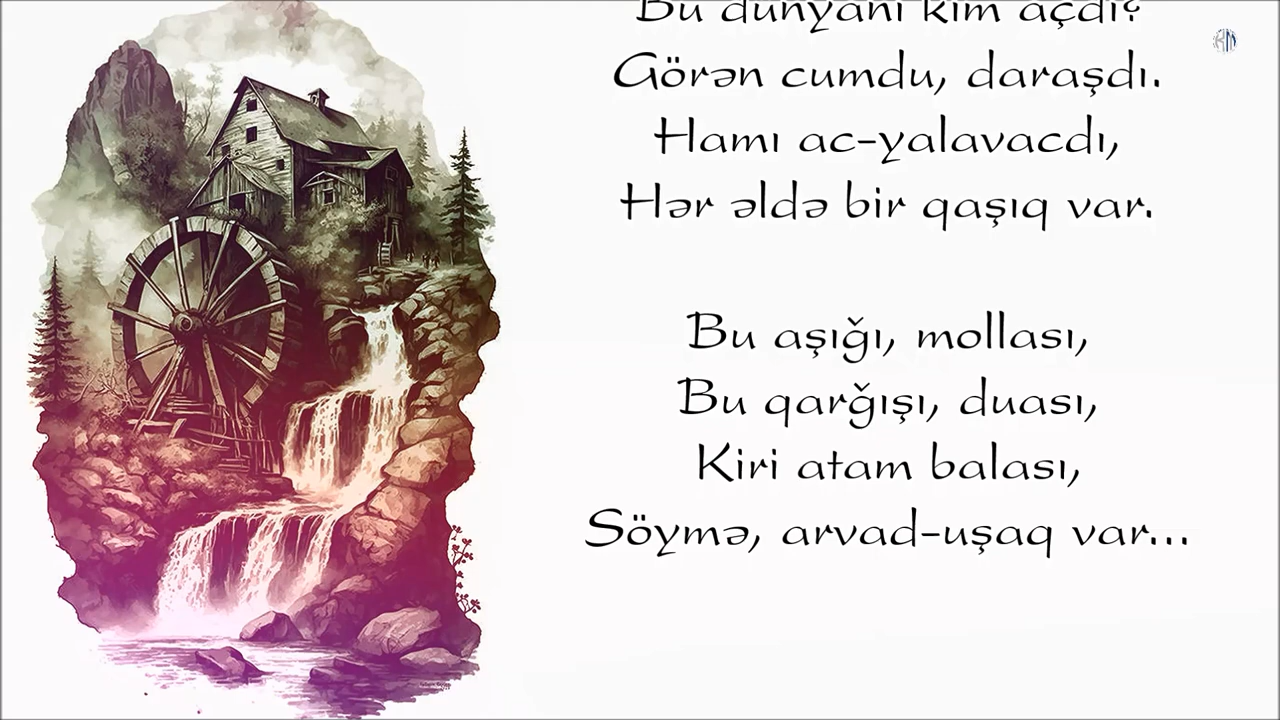 Bu dünyanı kim açdı?
Görən cumdu, daraşdı.
Hamı ac-yalavacdı,
Hər əldə bir qaşıq var.
Bu aşığı, mollası,
Bu qarğışı, duası,
Kiri atam balası,
Söymə, arvad-uşaq var...